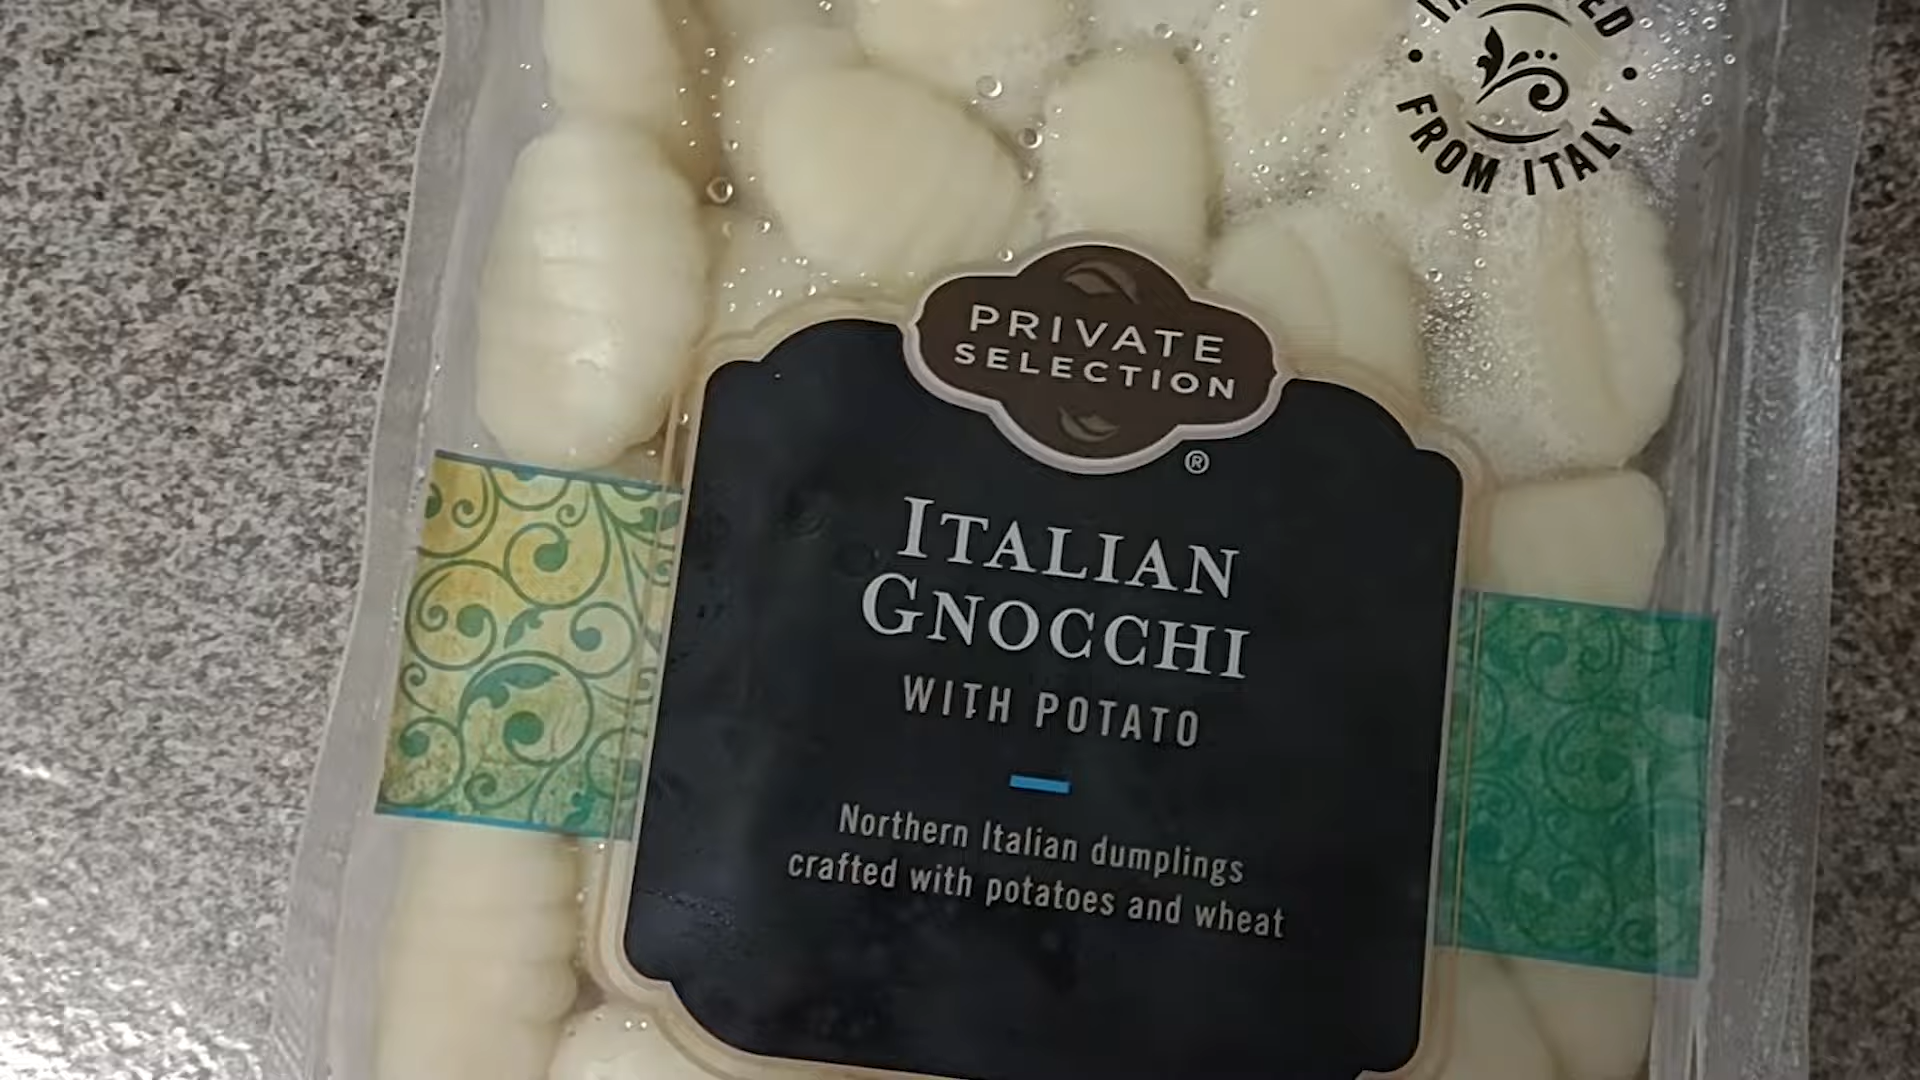 FROM ITALY
PRIVATE
SELECTION
®
ITALIAN
GNOCCHI
WITH POTATO
Northern Italian dumplings
crafted with potatoes and wheat